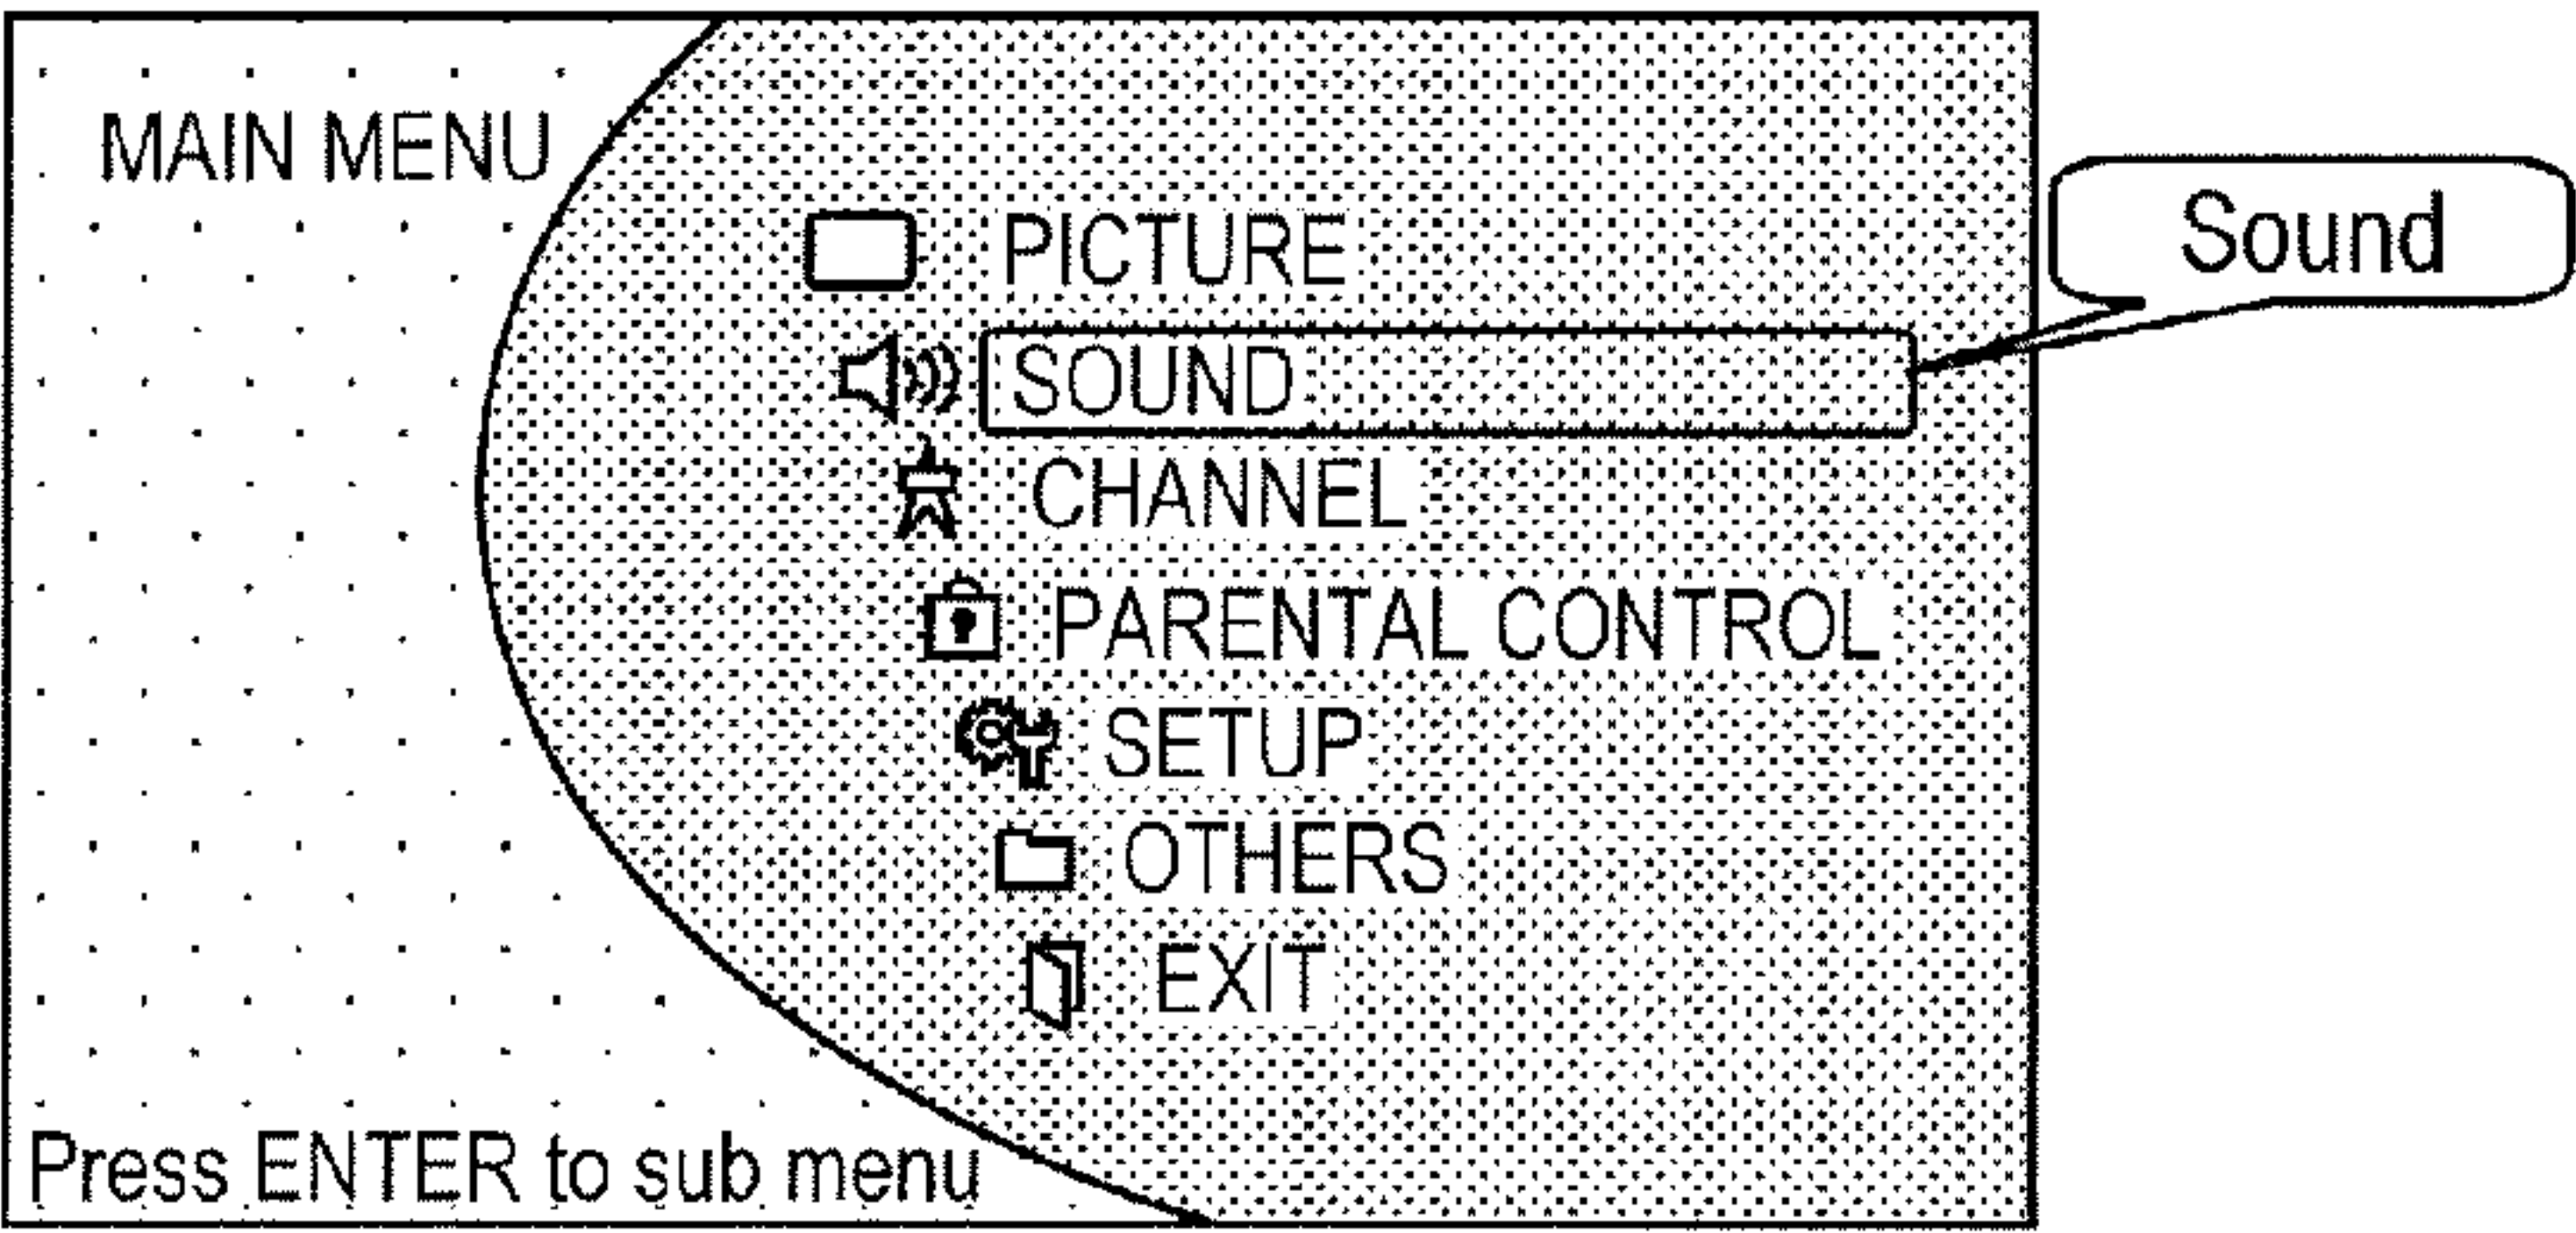 MAIN MENU
PICTURE
SOUND
Sound
CHANNEL
PARENTAL CONTROL
SETUP
OTHERS
EXIT
Press ENTER to sub menu